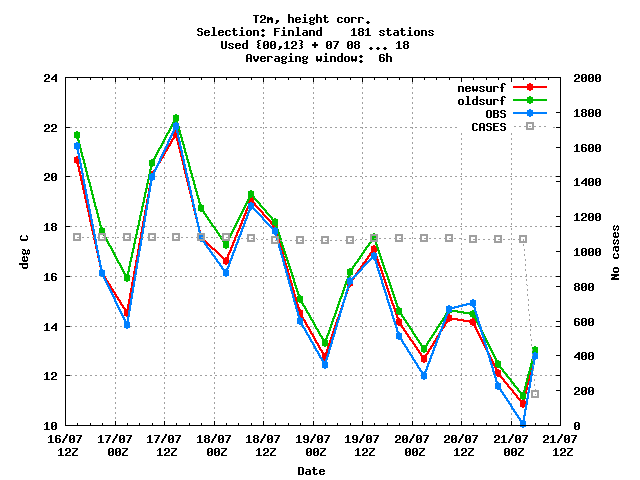 T2m, height corr.
Selection: Finland 181 stations
Used {00,12} + 07 08 ... 18
Averaging window: 6h
newsurf
oldsurf
OBS
CASES
deg C
24
22
20
18
16
14
12
10
No cases
2000
1800
1600
1400
1200
1000
800
600
400
200
0
16/07 17/07 17/07 18/07 18/07 19/07 19/07 20/07 20/07 21/07 21/07
12Z 00Z 12Z 00Z 12Z 00Z 12Z 00Z 12Z 00Z 12Z
Date